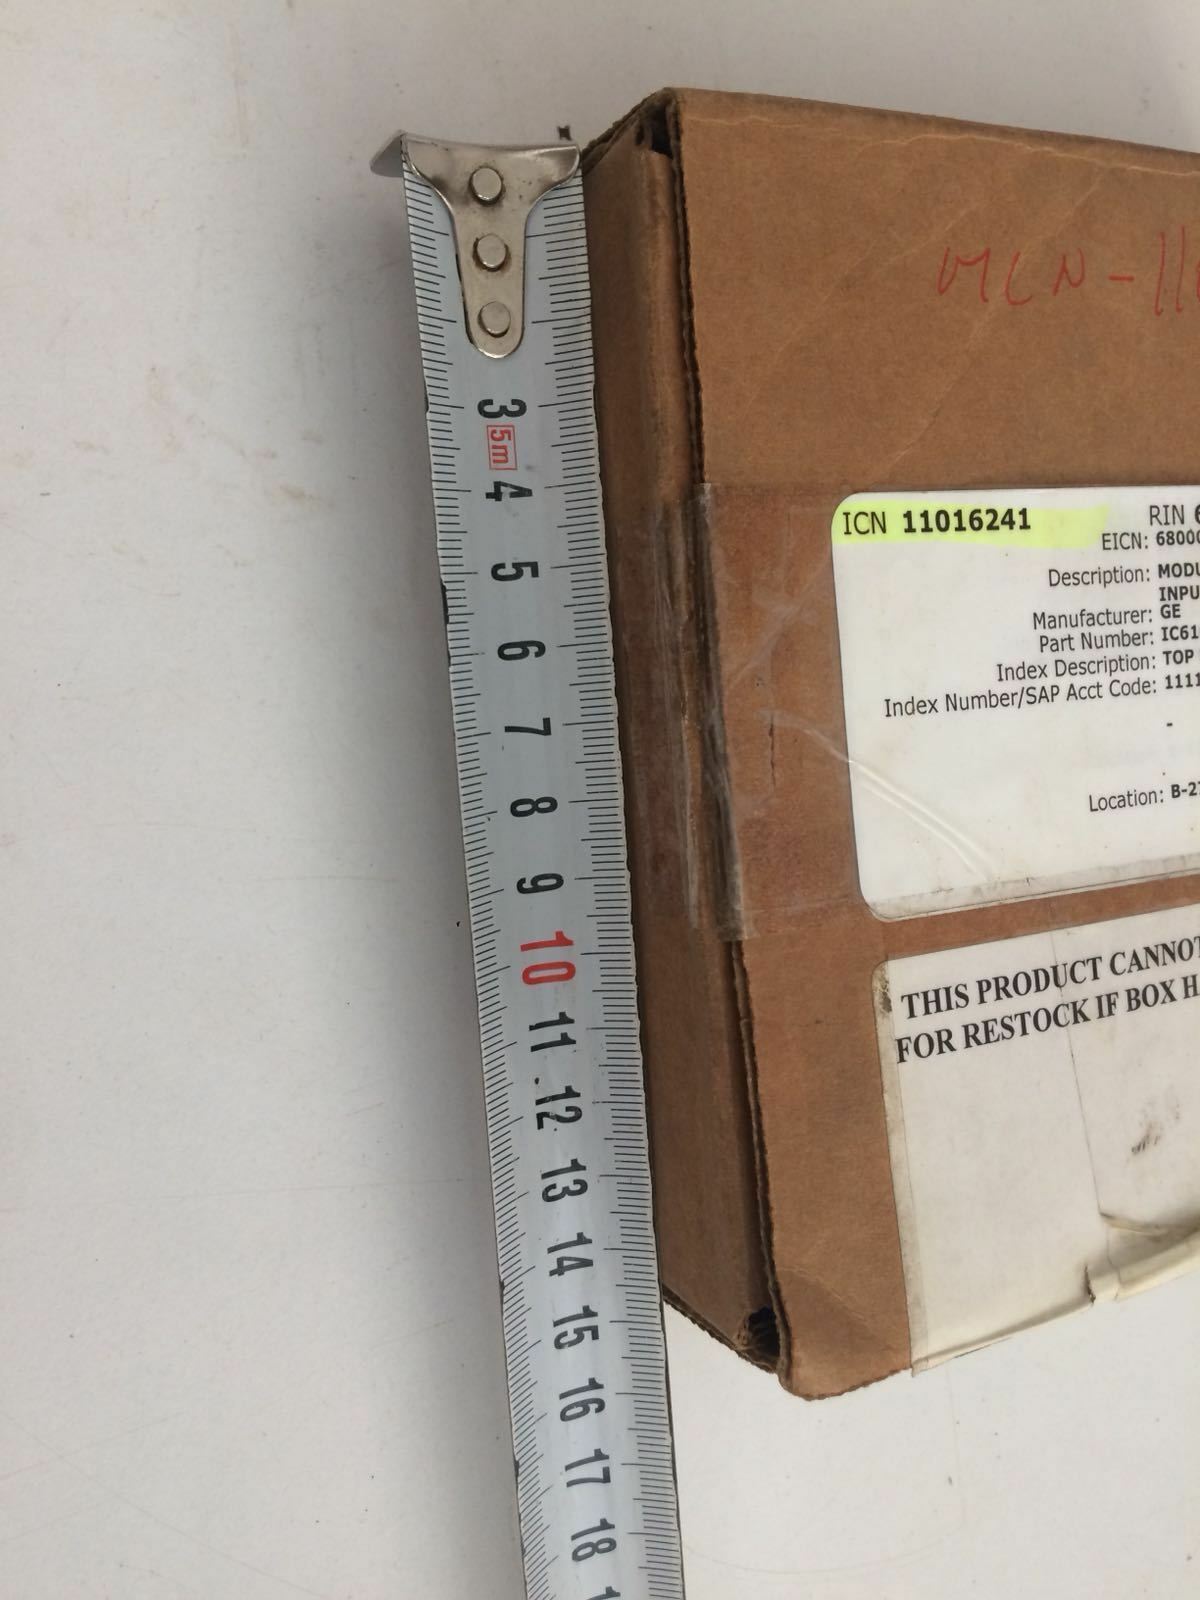 MCN-11
3
5m
4
5
6
7
8
9
10
11
12
13
14
15
16
17
18
ICN 11016241 RIN 6
EICN: 6800
Description: MODU
INPU
Manufacturer: GE
Part Number: IC61
Index Description: TOP
Index Number/SAP Acct Code: 1111
-
Location: B-27
THIS PRODUCT CANNOT
FOR RESTOCK IF BOX H